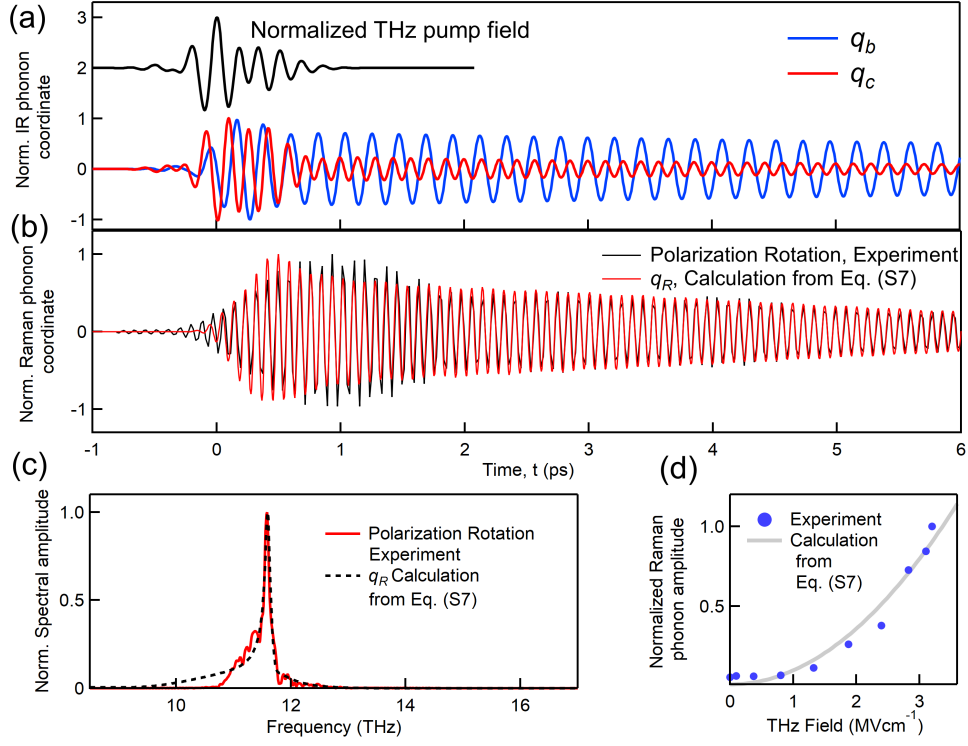 (a)
Normalized THz pump field
q_b
q_c
Norm. IR phonon
coordinate
3
2
1
0
-1
(b)
Polarization Rotation, Experiment
q_R, Calculation from Eq. (S7)
Norm. Raman phonon
coordinate
1
0
-1
-1
0
1
2
3
4
5
6
Time, t (ps)
(c)
Norm. Spectral amplitude
1.0
0.5
0
Polarization Rotation
Experiment
q_R Calculation
from Eq. (S7)
10
12
14
16
Frequency (THz)
(d)
Normalized Raman
phonon amplitude
1.0
0.5
Experiment
Calculation
from
Eq. (S7)
0
1
2
3
THz Field (MVcm⁻¹)